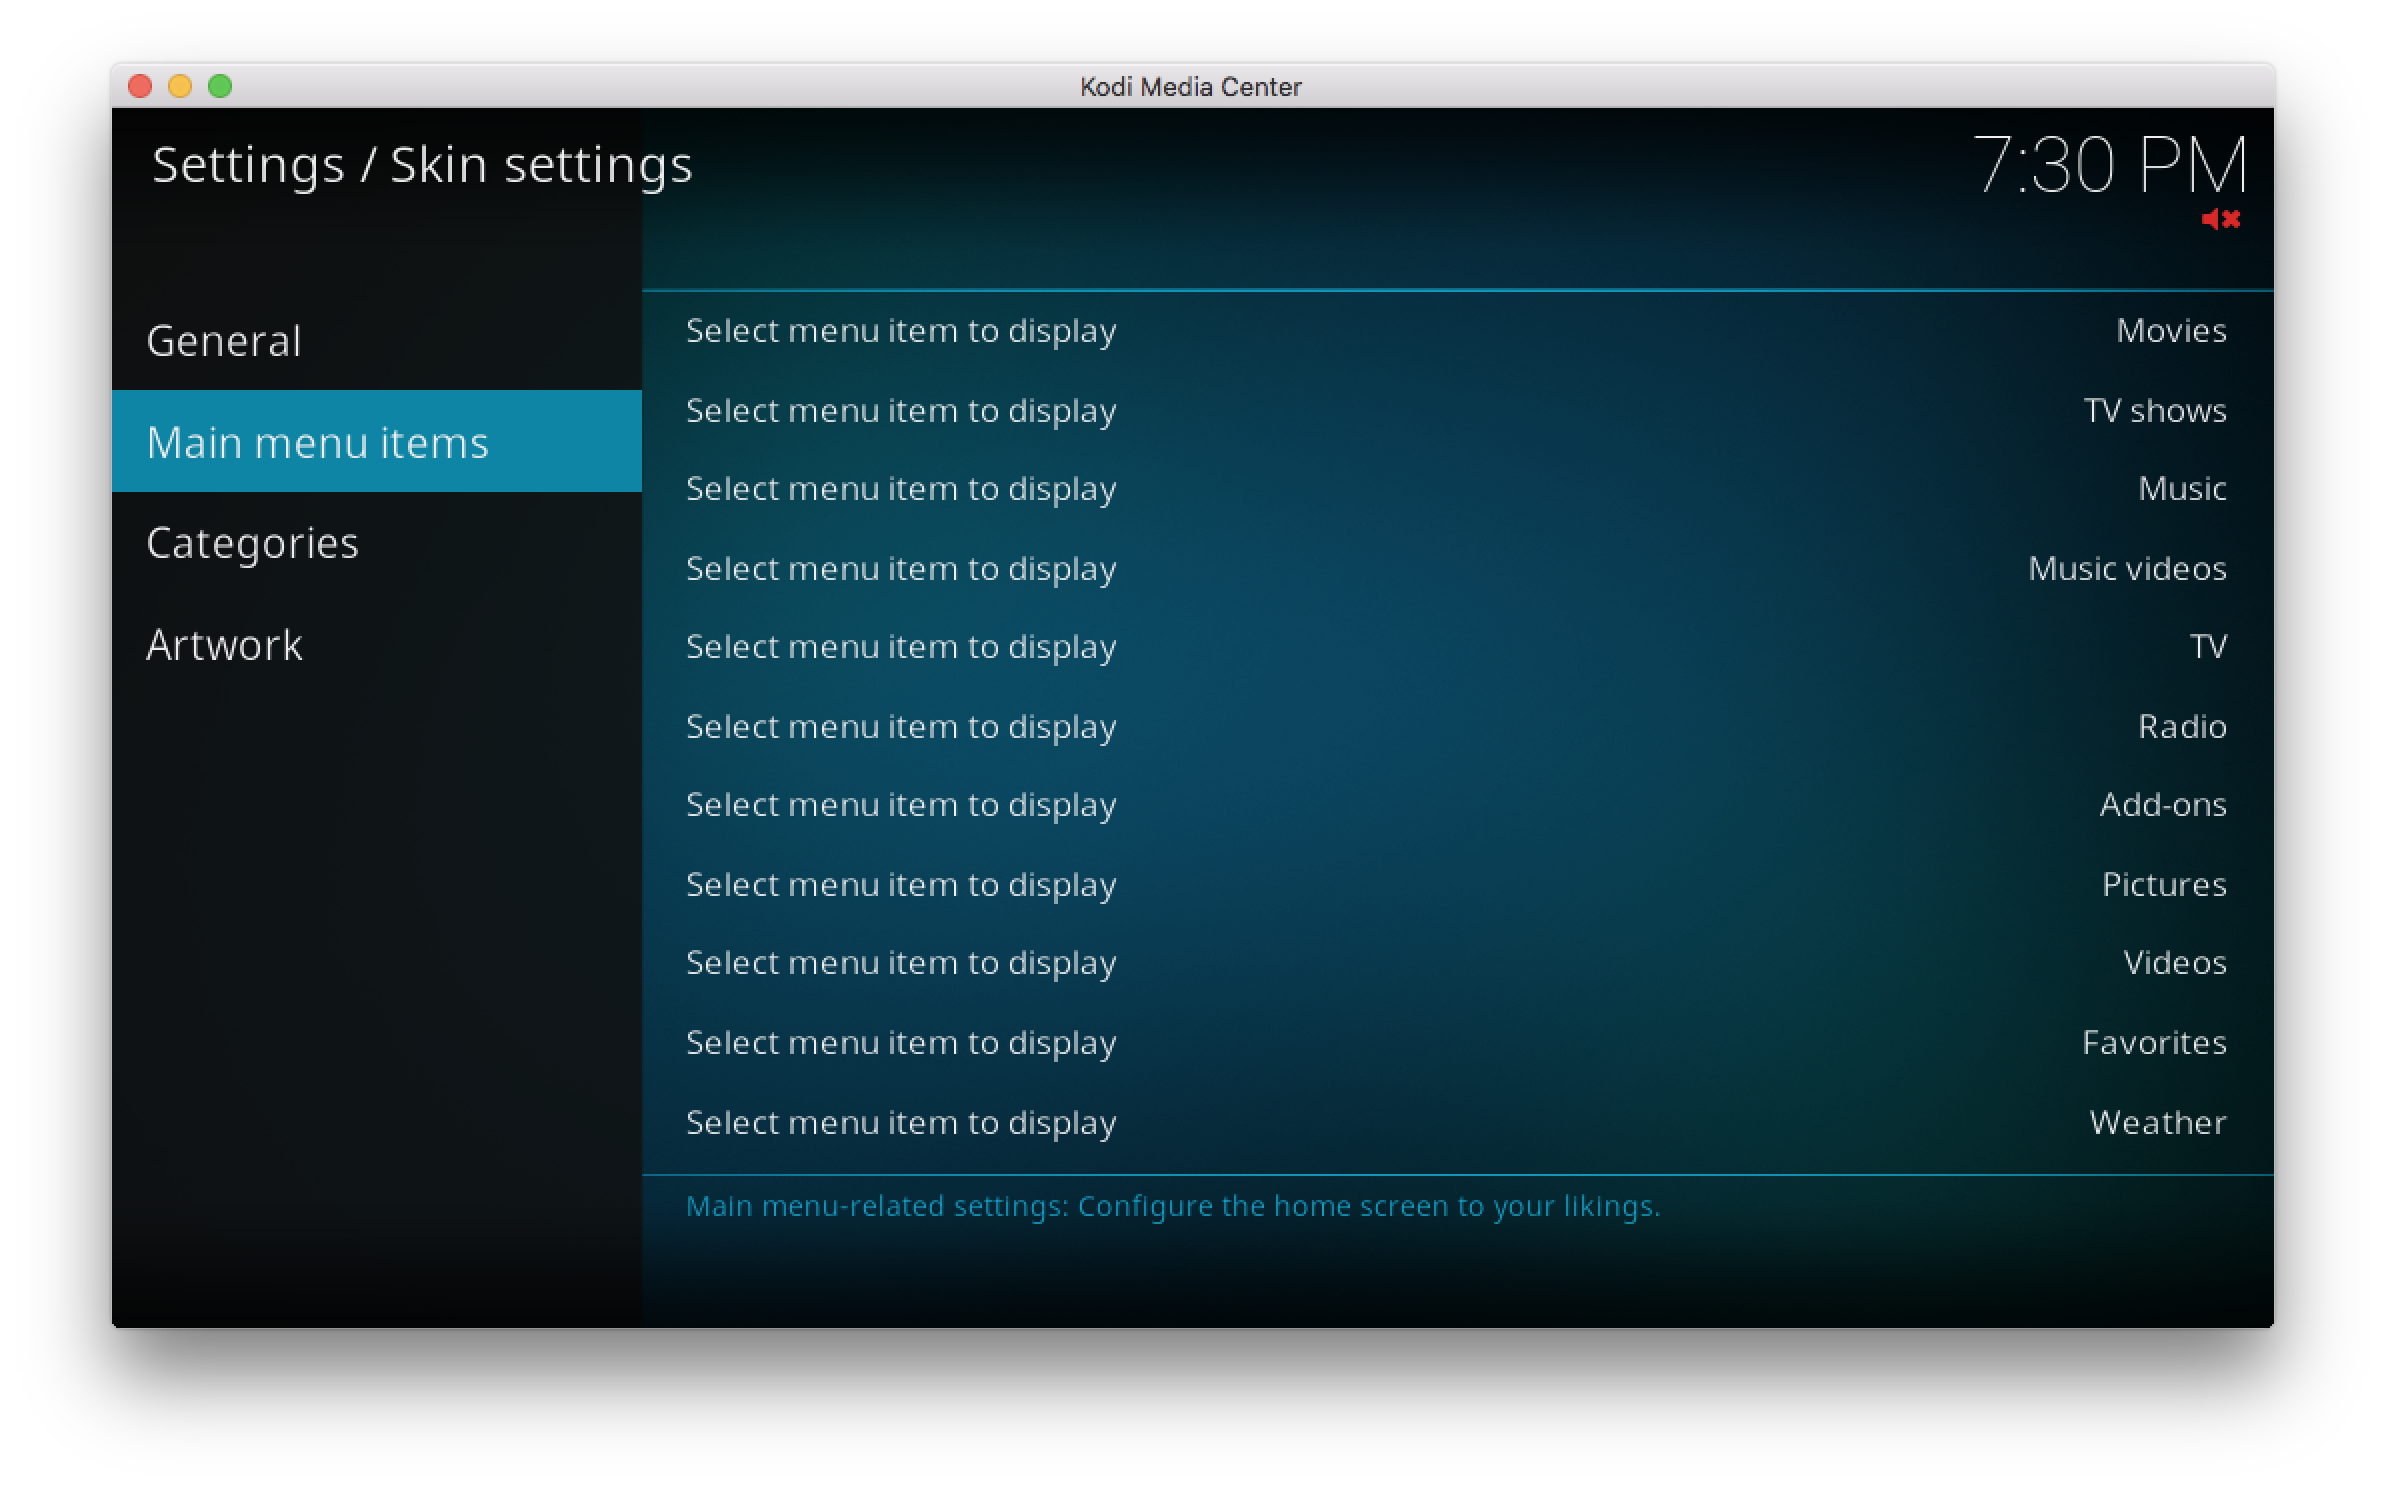 Kodi Media Center
Settings / Skin settings
7:30 PM
General
Main menu items
Categories
Artwork
Select menu item to display Movies
Select menu item to display TV shows
Select menu item to display Music
Select menu item to display Music videos
Select menu item to display TV
Select menu item to display Radio
Select menu item to display Add-ons
Select menu item to display Pictures
Select menu item to display Videos
Select menu item to display Favorites
Select menu item to display Weather
Main menu-related settings: Configure the home screen to your likings.